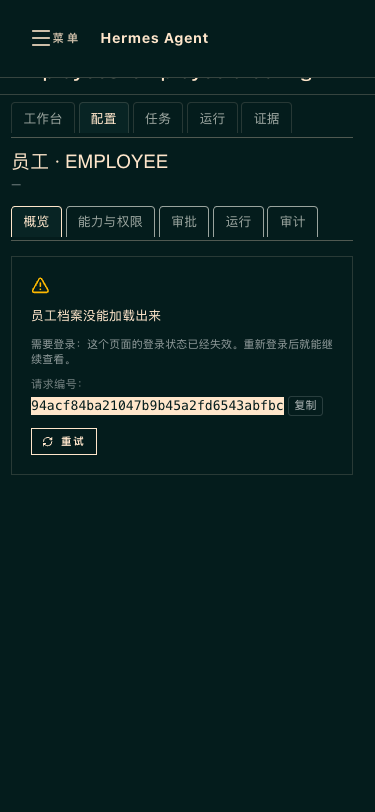 菜单 Hermes Agent
工作台 配置 任务 运行 证据
员工 · EMPLOYEE
—
概览 能力与权限 审批 运行 审计
员工档案没能加载出来
需要登录：这个页面的登录状态已经失效。重新登录后就能继
续查看。
请求编号：
94acf84ba21047b9b45a2fd6543abfbc 复制
重试